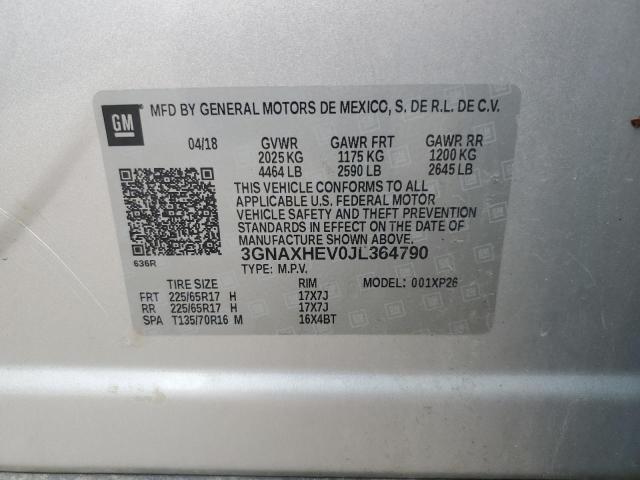 GM MFD BY GENERAL MOTORS DE MEXICO, S. DE R.L. DE C.V.
04/18 GVWR GAWR FRT GAWR RR
2025 KG 1175 KG 1200 KG
4464 LB 2590 LB 2645 LB
THIS VEHICLE CONFORMS TO ALL
APPLICABLE U.S. FEDERAL MOTOR
VEHICLE SAFETY AND THEFT PREVENTION
STANDARDS IN EFFECT ON THE DATE OF
MANUFACTURE SHOWN ABOVE.
3GNAXHEV0JL364790
636R TYPE: M.P.V.
TIRE SIZE RIM MODEL: 001XP26
FRT 225/65R17 H 17X7J
RR 225/65R17 H 17X7J
SPA T135/70R16 M 16X4BT